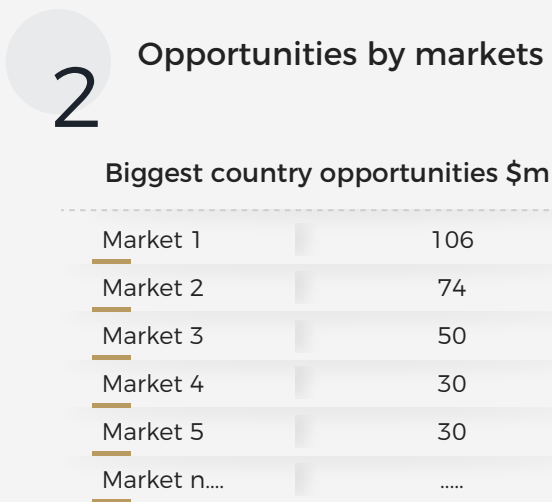 2
Opportunities by markets
Biggest country opportunities $m
Market 1 106
Market 2 74
Market 3 50
Market 4 30
Market 5 30
Market n.... .....